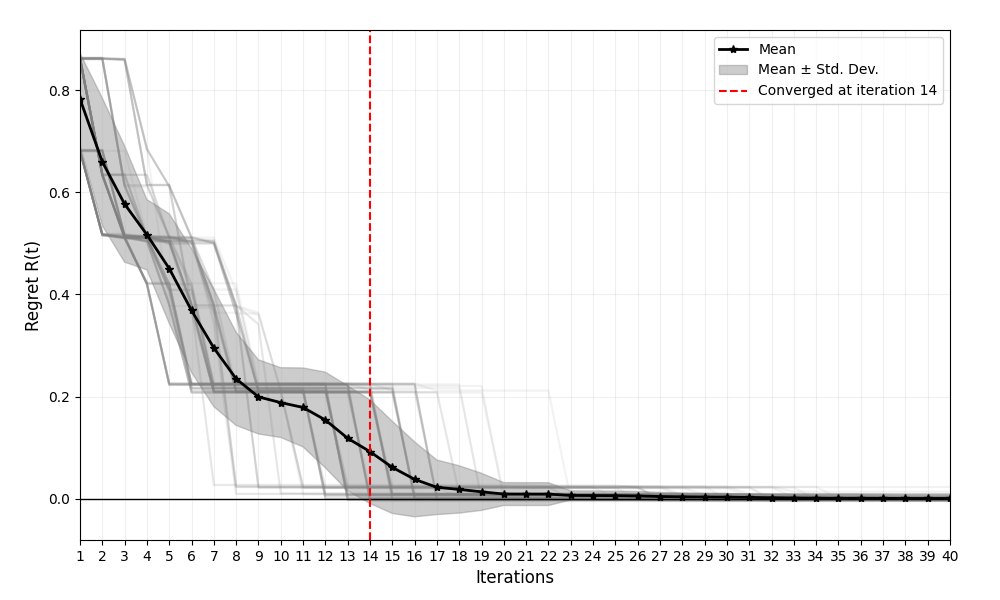 Mean
Mean ± Std. Dev.
Converged at iteration 14
Regret R(t)
0.8
0.6
0.4
0.2
0.0
1 2 3 4 5 6 7 8 9 10 11 12 13 14 15 16 17 18 19 20 21 22 23 24 25 26 27 28 29 30 31 32 33 34 35 36 37 38 39 40
Iterations